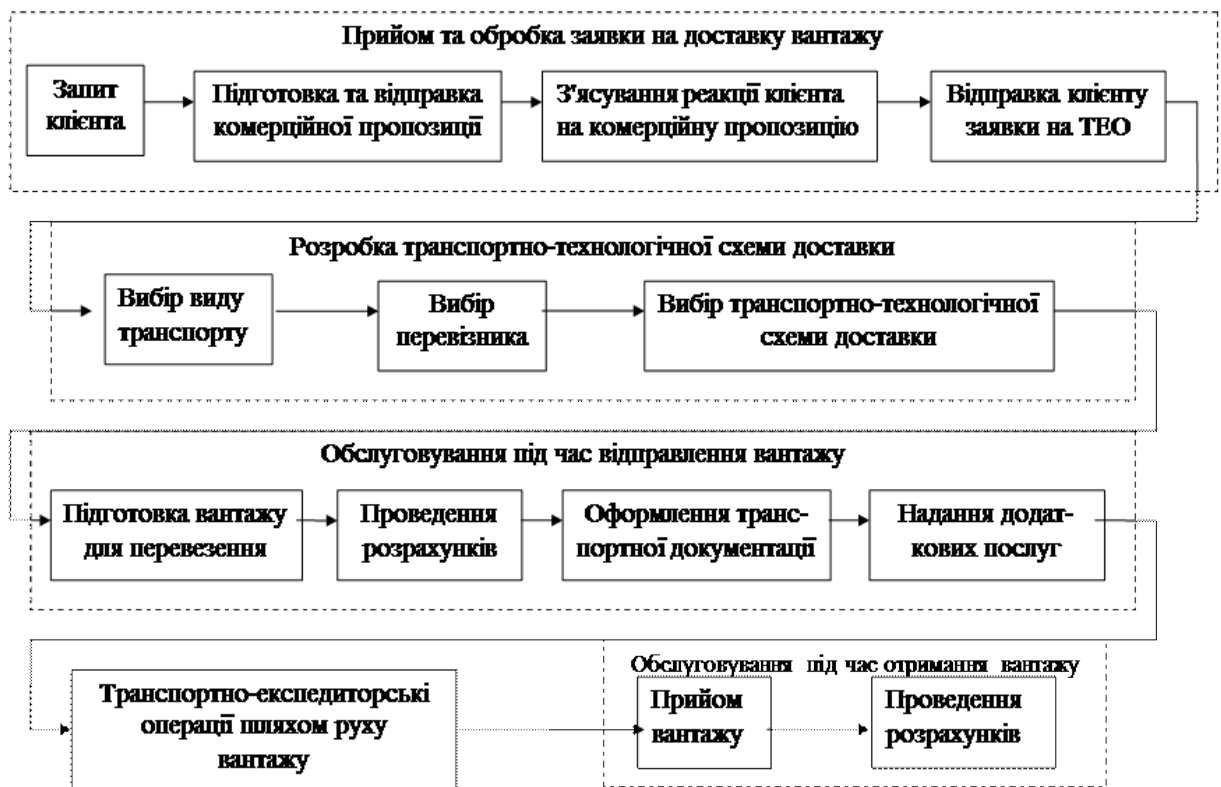 Прийом та обробка заявки на доставку вантажу
Запит
клієнта
Підготовка та відправка
комерційної пропозиції
З'ясування реакції клієнта
на комерційну пропозицію
Відправка клієнту
заявки на ТЕО
Розробка транспортно-технологічної схеми доставки
Вибір виду
транспорту
Вибір
перевізника
Вибір транспортно-технологічної
схеми доставки
Обслуговування під час відправлення вантажу
Підготовка вантажу
для перевезення
Проведення
розрахунків
Оформлення транс-
портної документації
Надання додат-
кових послуг
Транспортно-експедиторські
операції шляхом руху
вантажу
Обслуговування під час отримання вантажу
Прийом
вантажу
Проведення
розрахунків